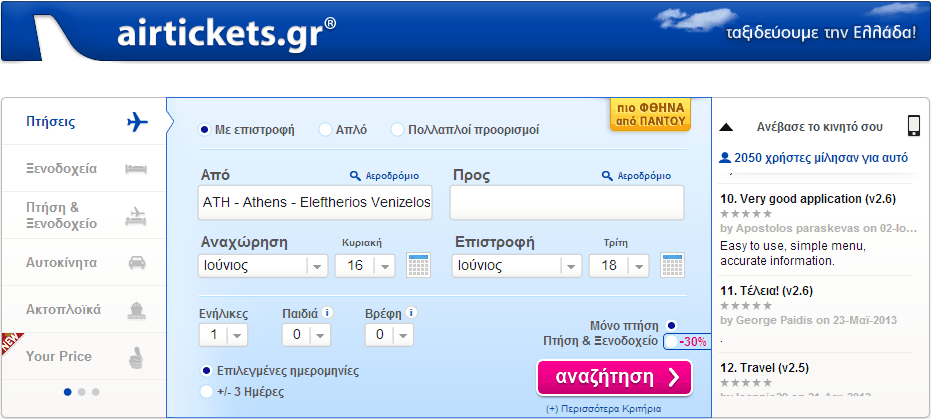 airtickets.gr®
ταξιδεύουμε την Ελλάδα!
Πτήσεις
Ξενοδοχεία
Πτήση &
Ξενοδοχείο
Αυτοκίνητα
Ακτοπλοϊκά
NEW
Your Price
Με επιστροφή
Απλό
Πολλαπλοί προορισμοί
πιο ΦΘΗΝΑ
από ΠΑΝΤΟΥ
Από
Αεροδρόμιο
Προς
Αεροδρόμιο
ATH - Athens - Eleftherios Venizelos
Αναχώρηση
Κυριακή
Επιστροφή
Τρίτη
Ιούνιος
16
Ιούνιος
18
Ενήλικες
Παιδιά
Βρέφη
1
0
0
Μόνο πτήση
Πτήση & Ξενοδοχείο
-30%
Επιλεγμένες ημερομηνίες
+/- 3 Ημέρες
αναζήτηση
(+) Περισσότερα Κριτήρια
Ανέβασε το κινητό σου
2050 χρήστες μίλησαν για αυτό
10. Very good application (v2.6)
by Apostolos paraskevas on 02-Ιο...
Easy to use, simple menu,
accurate information.
11. Τέλεια! (v2.6)
by George Paidis on 23-Μαϊ-2013
.
12. Travel (v2.5)